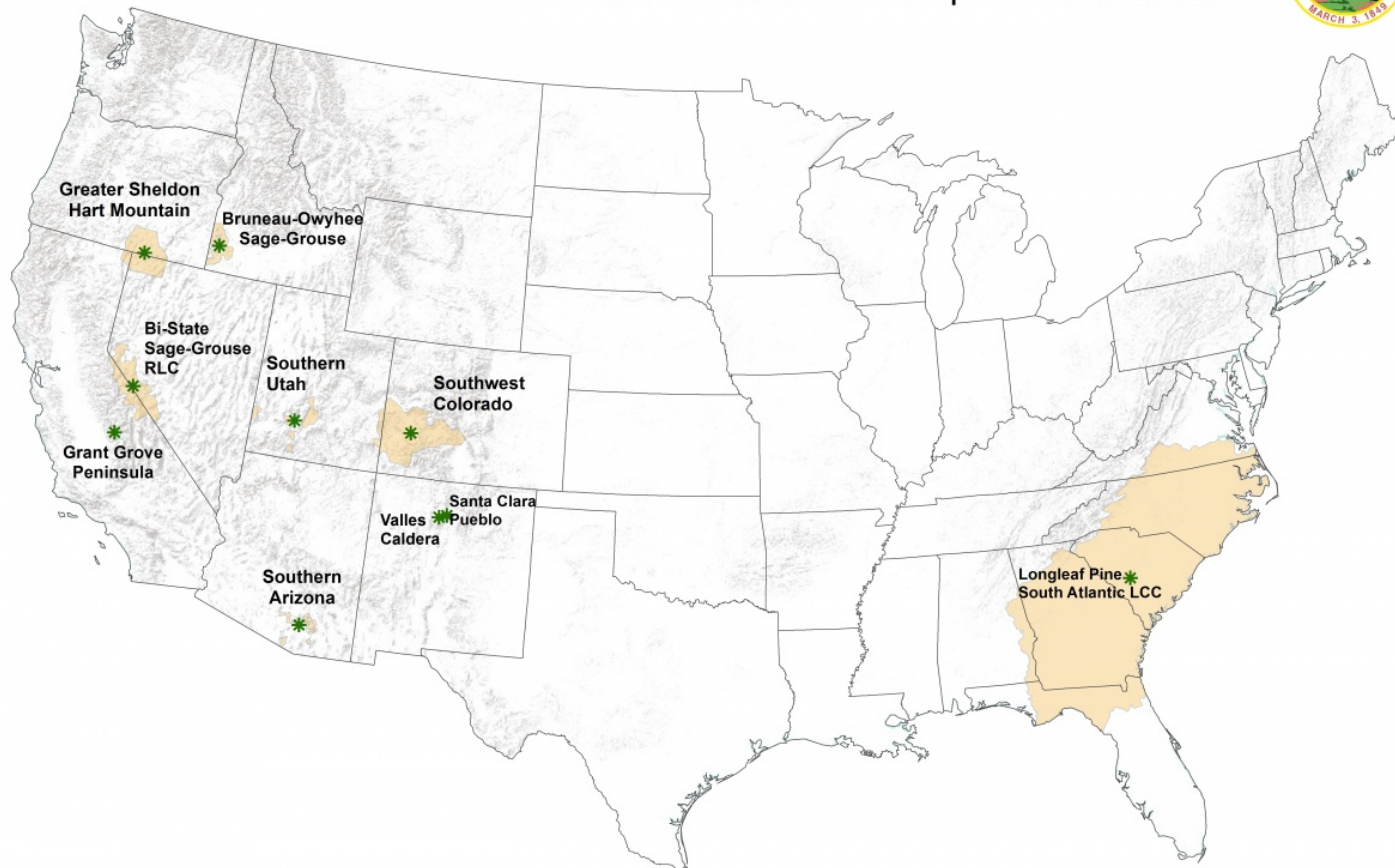 MARCH 3, 1849
Greater Sheldon
Hart Mountain
Bruneau-Owyhee
Sage-Grouse
Bi-State
Sage-Grouse
RLC
Southern
Utah
Southwest
Colorado
Grant Grove
Peninsula
Santa Clara
Pueblo
Valles
Caldera
Southern
Arizona
Longleaf Pine
South Atlantic LCC